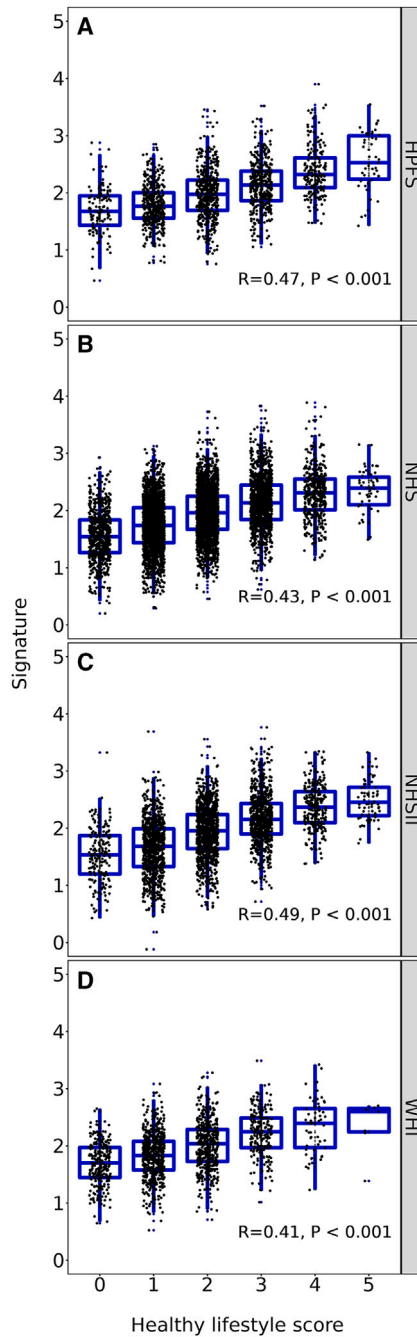 A
5
4
3
2
1
0
R=0.47, P < 0.001
HPFS
B
5
4
3
2
1
0
R=0.43, P < 0.001
NHS
Signature
C
5
4
3
2
1
0
R=0.49, P < 0.001
NHSII
D
5
4
3
2
1
0
R=0.41, P < 0.001
WHI
0 1 2 3 4 5
Healthy lifestyle score